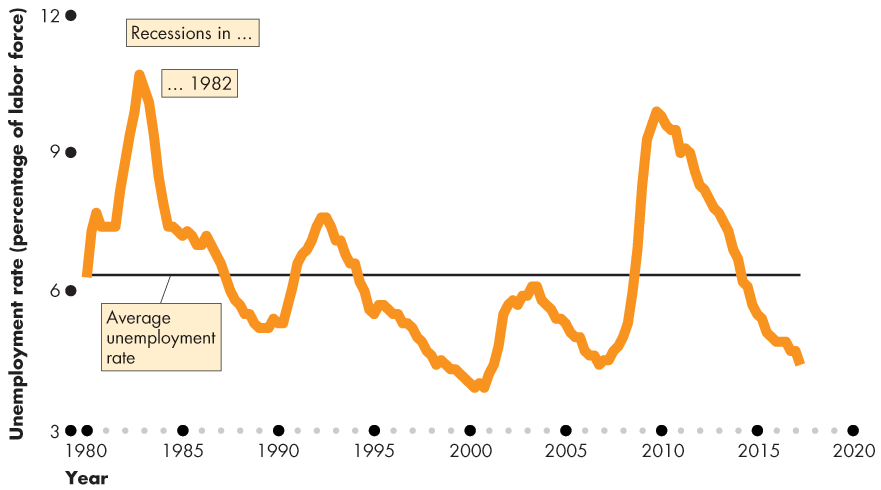 Unemployment rate (percentage of labor force)
12
9
6
3
Recessions in ...
... 1982
Average
unemployment
rate
1980 1985 1990 1995 2000 2005 2010 2015 2020
Year